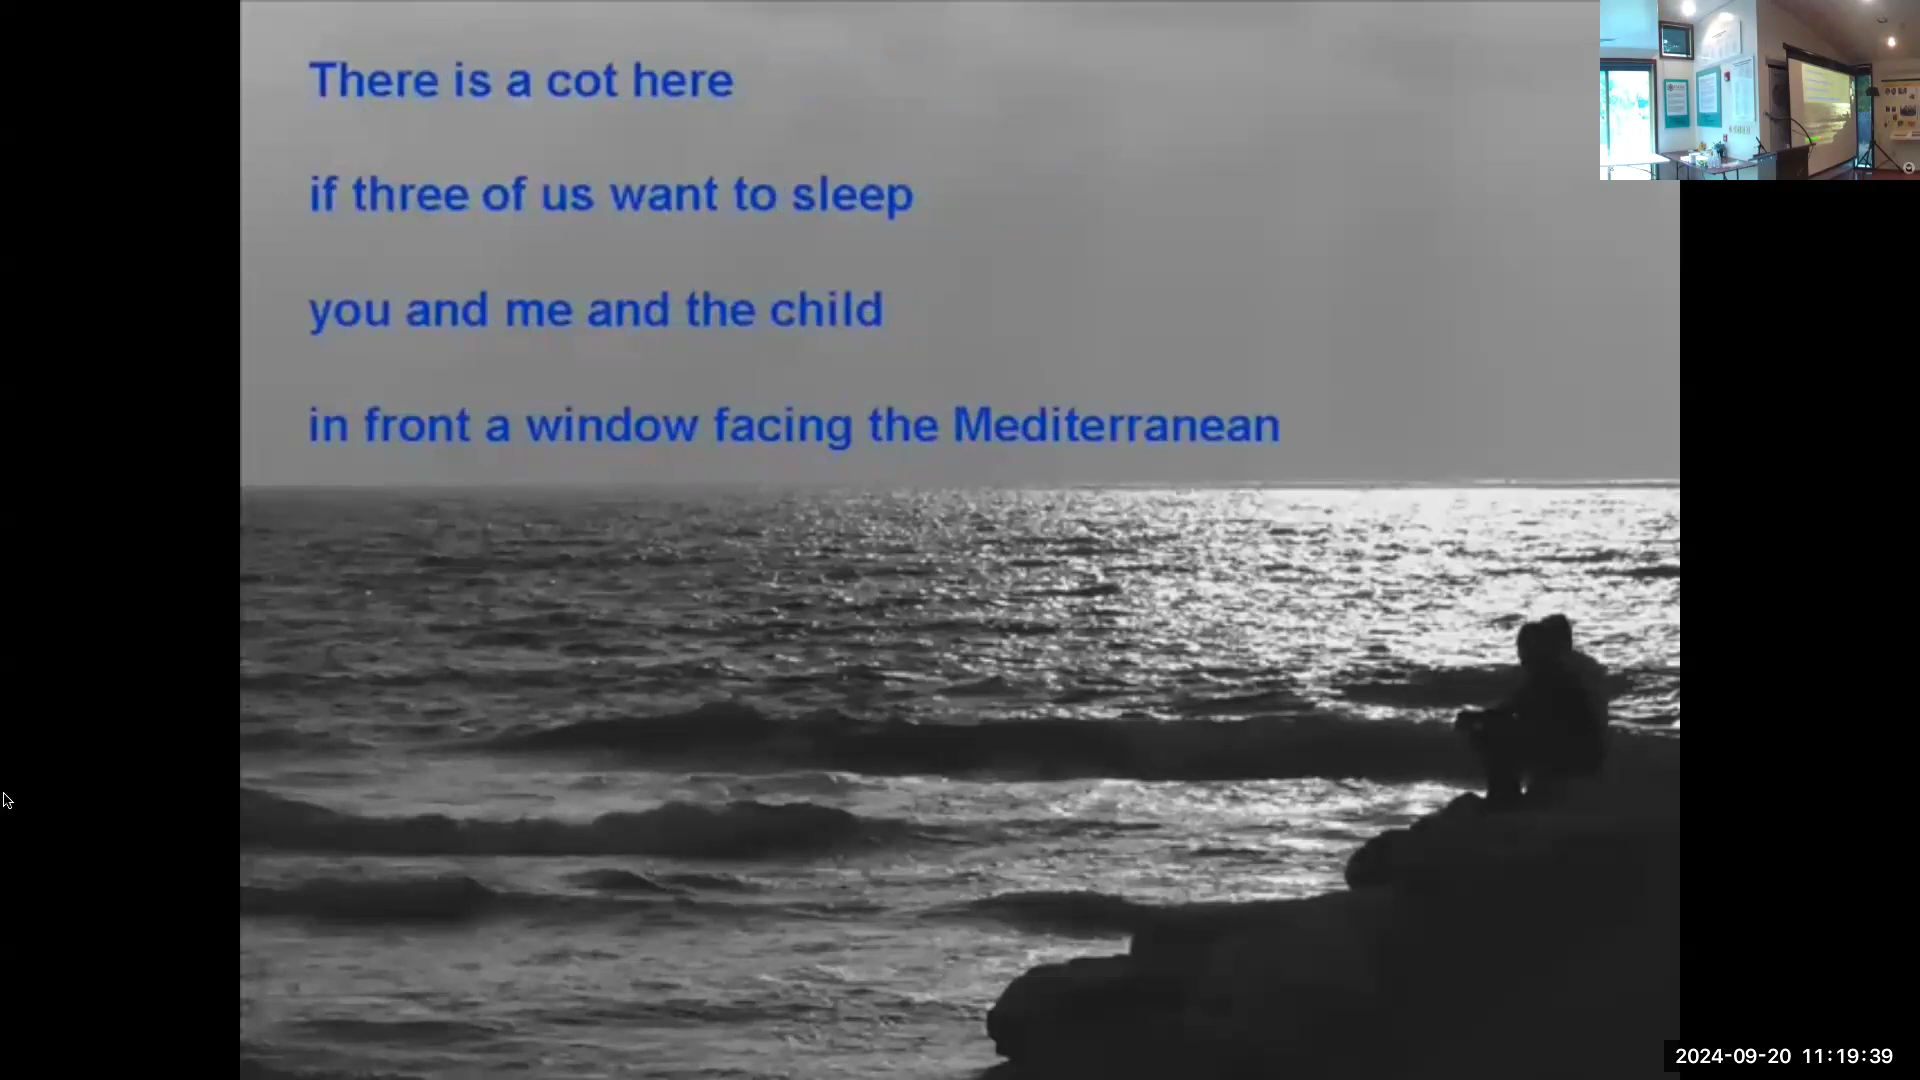 There is a cot here
if three of us want to sleep
you and me and the child
in front a window facing the Mediterranean
2024-09-20 11:19:39